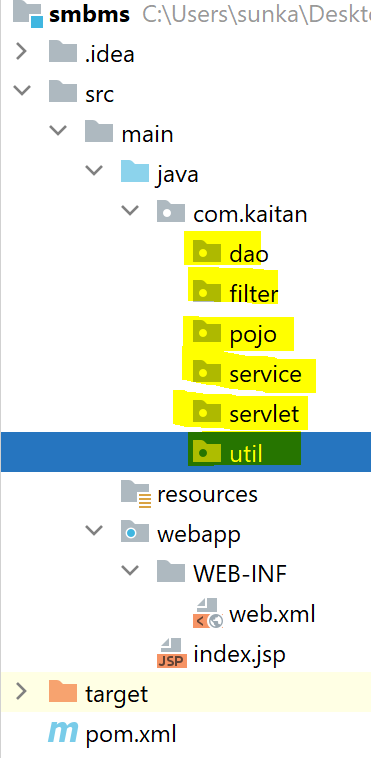 smbms C:\Users\sunka\Deskto
.idea
src
main
java
com.kaitan
dao
filter
pojo
service
servlet
util
resources
webapp
WEB-INF
web.xml
JSP index.jsp
target
m pom.xml